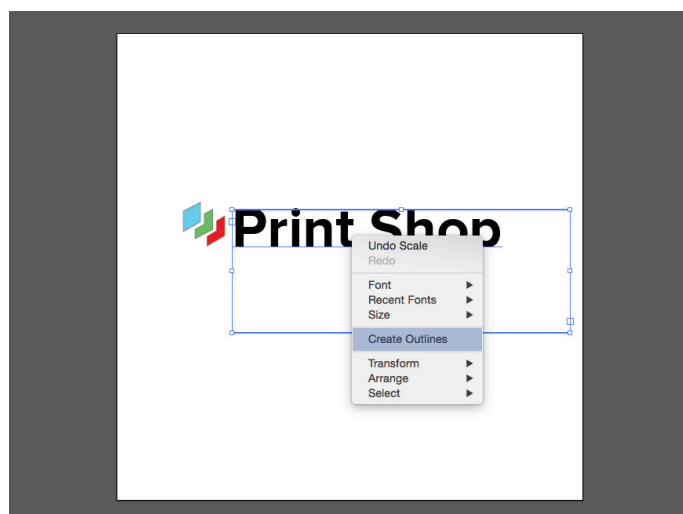 Print Shop
Undo Scale
Redo
Font
Recent Fonts
Size
Create Outlines
Transform
Arrange
Select